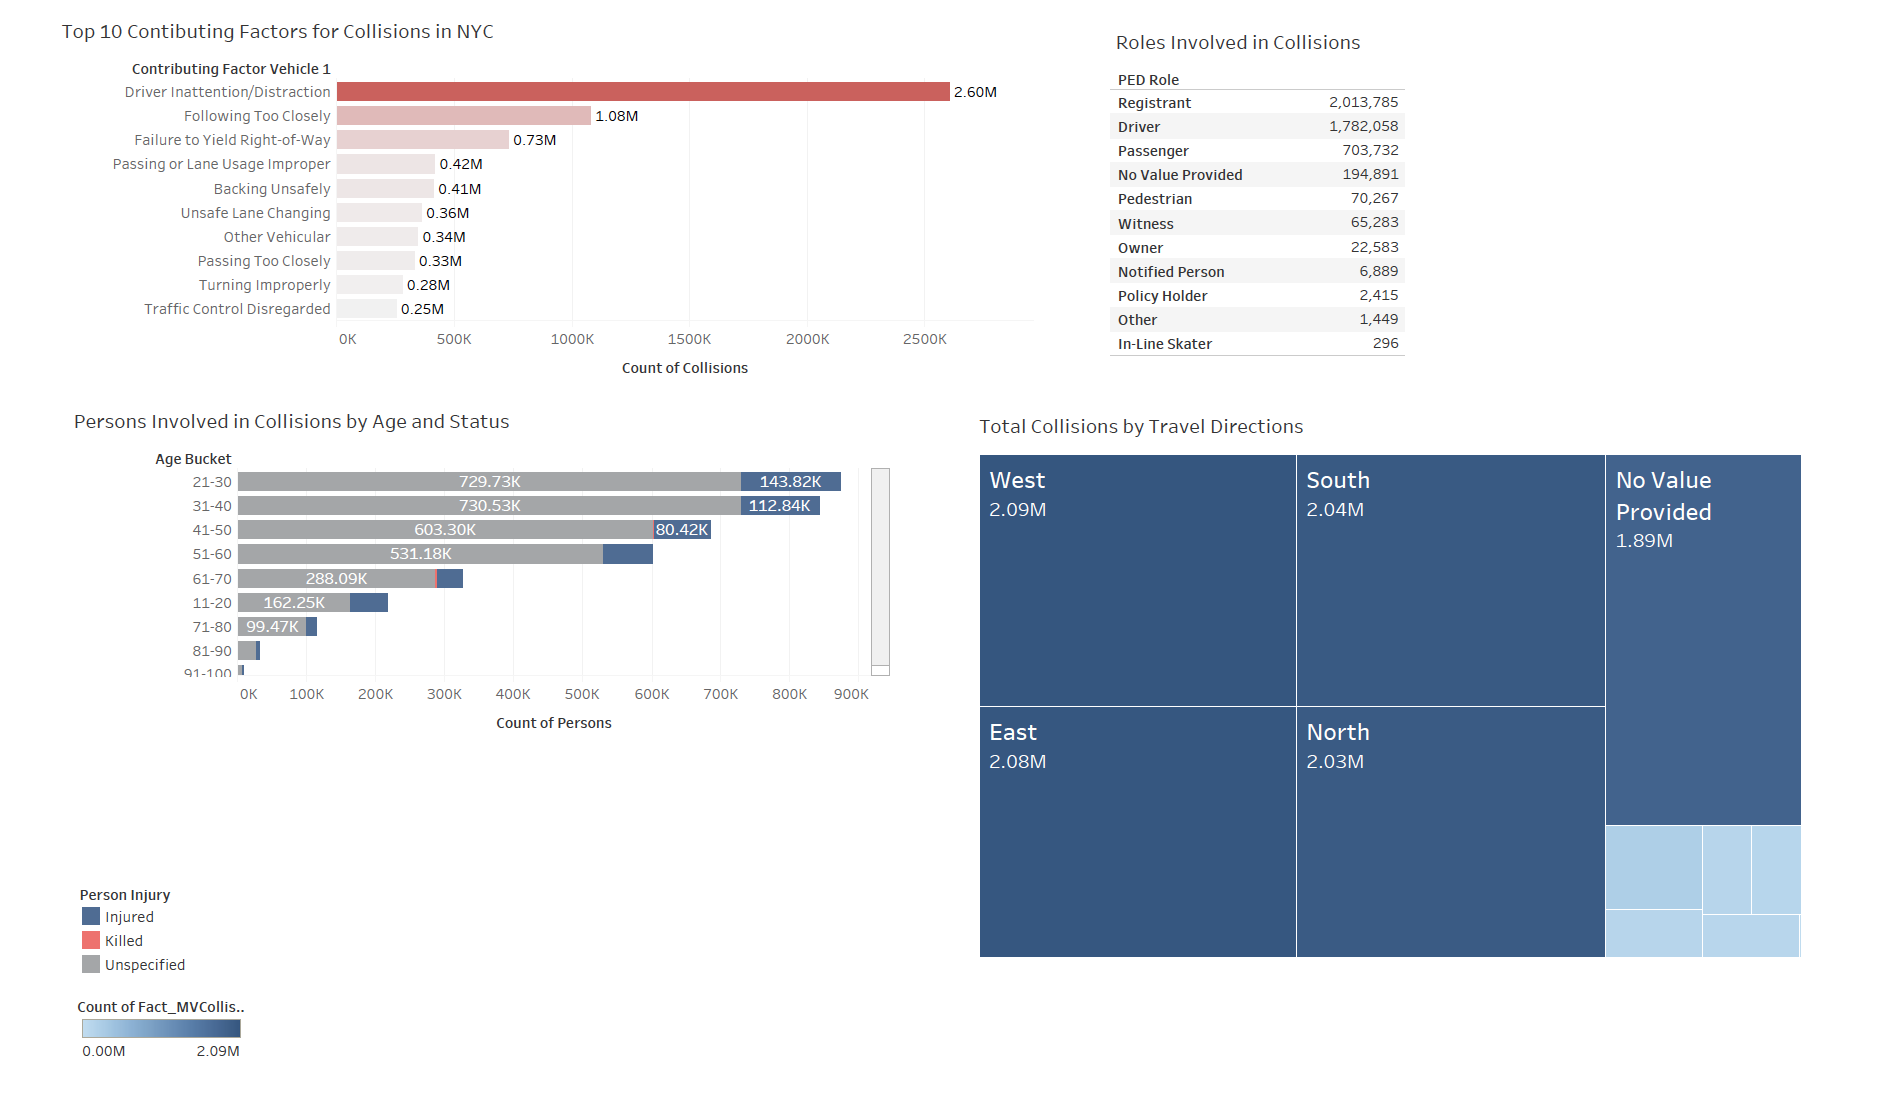 Top 10 Contibuting Factors for Collisions in NYC
Contributing Factor Vehicle 1
Driver Inattention/Distraction 2.60M
Following Too Closely 1.08M
Failure to Yield Right-of-Way 0.73M
Passing or Lane Usage Improper 0.42M
Backing Unsafely 0.41M
Unsafe Lane Changing 0.36M
Other Vehicular 0.34M
Passing Too Closely 0.33M
Turning Improperly 0.28M
Traffic Control Disregarded 0.25M
0K 500K 1000K 1500K 2000K 2500K
Count of Collisions
Roles Involved in Collisions
PED Role
Registrant 2,013,785
Driver 1,782,058
Passenger 703,732
No Value Provided 194,891
Pedestrian 70,267
Witness 65,283
Owner 22,583
Notified Person 6,889
Policy Holder 2,415
Other 1,449
In-Line Skater 296
Persons Involved in Collisions by Age and Status
Age Bucket
21-30 729.73K 143.82K
31-40 730.53K 112.84K
41-50 603.30K 80.42K
51-60 531.18K
61-70 288.09K
11-20 162.25K
71-80 99.47K
81-90
91-100
0K 100K 200K 300K 400K 500K 600K 700K 800K 900K
Count of Persons
Total Collisions by Travel Directions
West
2.09M
South
2.04M
No Value
Provided
1.89M
East
2.08M
North
2.03M
Person Injury
Injured
Killed
Unspecified
Count of Fact_MVCollis..
0.00M 2.09M